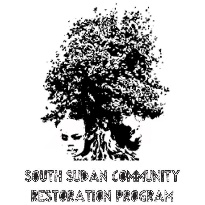 SOUTH SUDAN COMMUNITY
RESTORATION PROGRAM